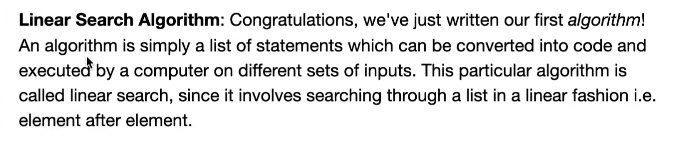 Linear Search Algorithm: Congratulations, we've just written our first algorithm!
An algorithm is simply a list of statements which can be converted into code and
executed by a computer on different sets of inputs. This particular algorithm is
called linear search, since it involves searching through a list in a linear fashion i.e.
element after element.